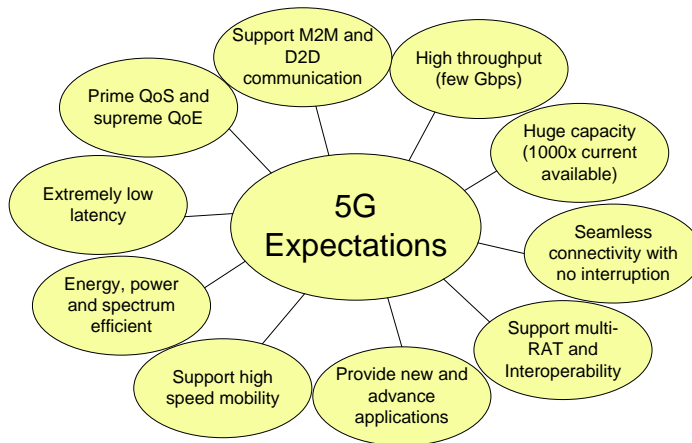 Support M2M and
D2D
communication
High throughput
(few Gbps)
Prime QoS and
supreme QoE
Huge capacity
(1000x current
available)
Extremely low
latency
5G
Expectations
Seamless
connectivity with
no interruption
Energy, power
and spectrum
efficient
Support multi-
RAT and
Interoperability
Support high
speed mobility
Provide new and
advance
applications